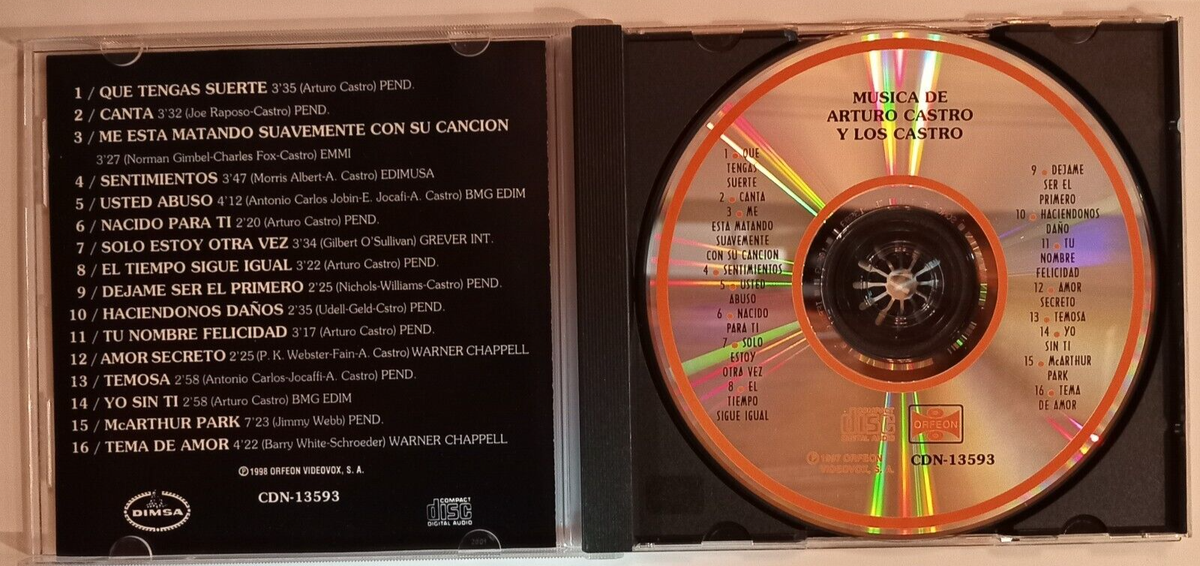 1 / QUE TENGAS SUERTE 3'35 (Arturo Castro) PEND.
2 / CANTA 3'32 (Joe Raposo-Castro) PEND.
3 / ME ESTA MATANDO SUAVEMENTE CON SU CANCION
3'27 (Norman Gimbel-Charles Fox-Castro) EMMI
4 / SENTIMIENTOS 3'47 (Morris Albert-A. Castro) EDIMUSA
5 / USTED ABUSO 4'12 (Antonio Carlos Jobin-E. Jocafi-A. Castro) BMG EDIM
6 / NACIDO PARA TI 2'20 (Arturo Castro) PEND.
7 / SOLO ESTOY OTRA VEZ 3'34 (Gilbert O'Sullivan) GREVER INT.
8 / EL TIEMPO SIGUE IGUAL 3'22 (Arturo Castro) PEND.
9 / DEJAME SER EL PRIMERO 2'25 (Nichols-Williams-Castro) PEND.
10 / HACIENDONOS DAÑOS 2'35 (Udell-Geld-Cstro) PEND.
11 / TU NOMBRE FELICIDAD 3'17 (Arturo Castro) PEND.
12 / AMOR SECRETO 2'25 (P. K. Webster-Fain-A. Castro) WARNER CHAPPELL
13 / TEMOSA 2'58 (Antonio Carlos-Jocaffi-A. Castro) PEND.
14 / YO SIN TI 2'58 (Arturo Castro) BMG EDIM
15 / McARTHUR PARK 7'23 (Jimmy Webb) PEND.
16 / TEMA DE AMOR 4'22 (Barry White-Schroeder) WARNER CHAPPELL
℗1998 ORFEON VIDEOVOX, S. A.
CDN-13593
DIMSA
COMPACT
disc
DIGITAL AUDIO
MUSICA DE
ARTURO CASTRO
Y LOS CASTRO
1 • QUE
TENGAS
SUERTE
2 • CANTA
3 • ME
ESTA MATANDO
SUAVEMENTE
CON SU CANCION
4 • SENTIMIENTOS
5 • USTED
ABUSO
6 • NACIDO
PARA TI
7 • SOLO
ESTOY
OTRA VEZ
8 • EL
TIEMPO
SIGUE IGUAL
9 • DEJAME
SER EL
PRIMERO
10 • HACIENDONOS
DAÑO
11 • TU
NOMBRE
FELICIDAD
12 • AMOR
SECRETO
13 • TEMOSA
14 • YO
SIN TI
15 • McARTHUR
PARK
16 • TEMA
DE AMOR
disc
DIGITAL AUDIO
ORFEON
℗ 1997 ORFEON
VIDEOVOX, S. A.
CDN-13593